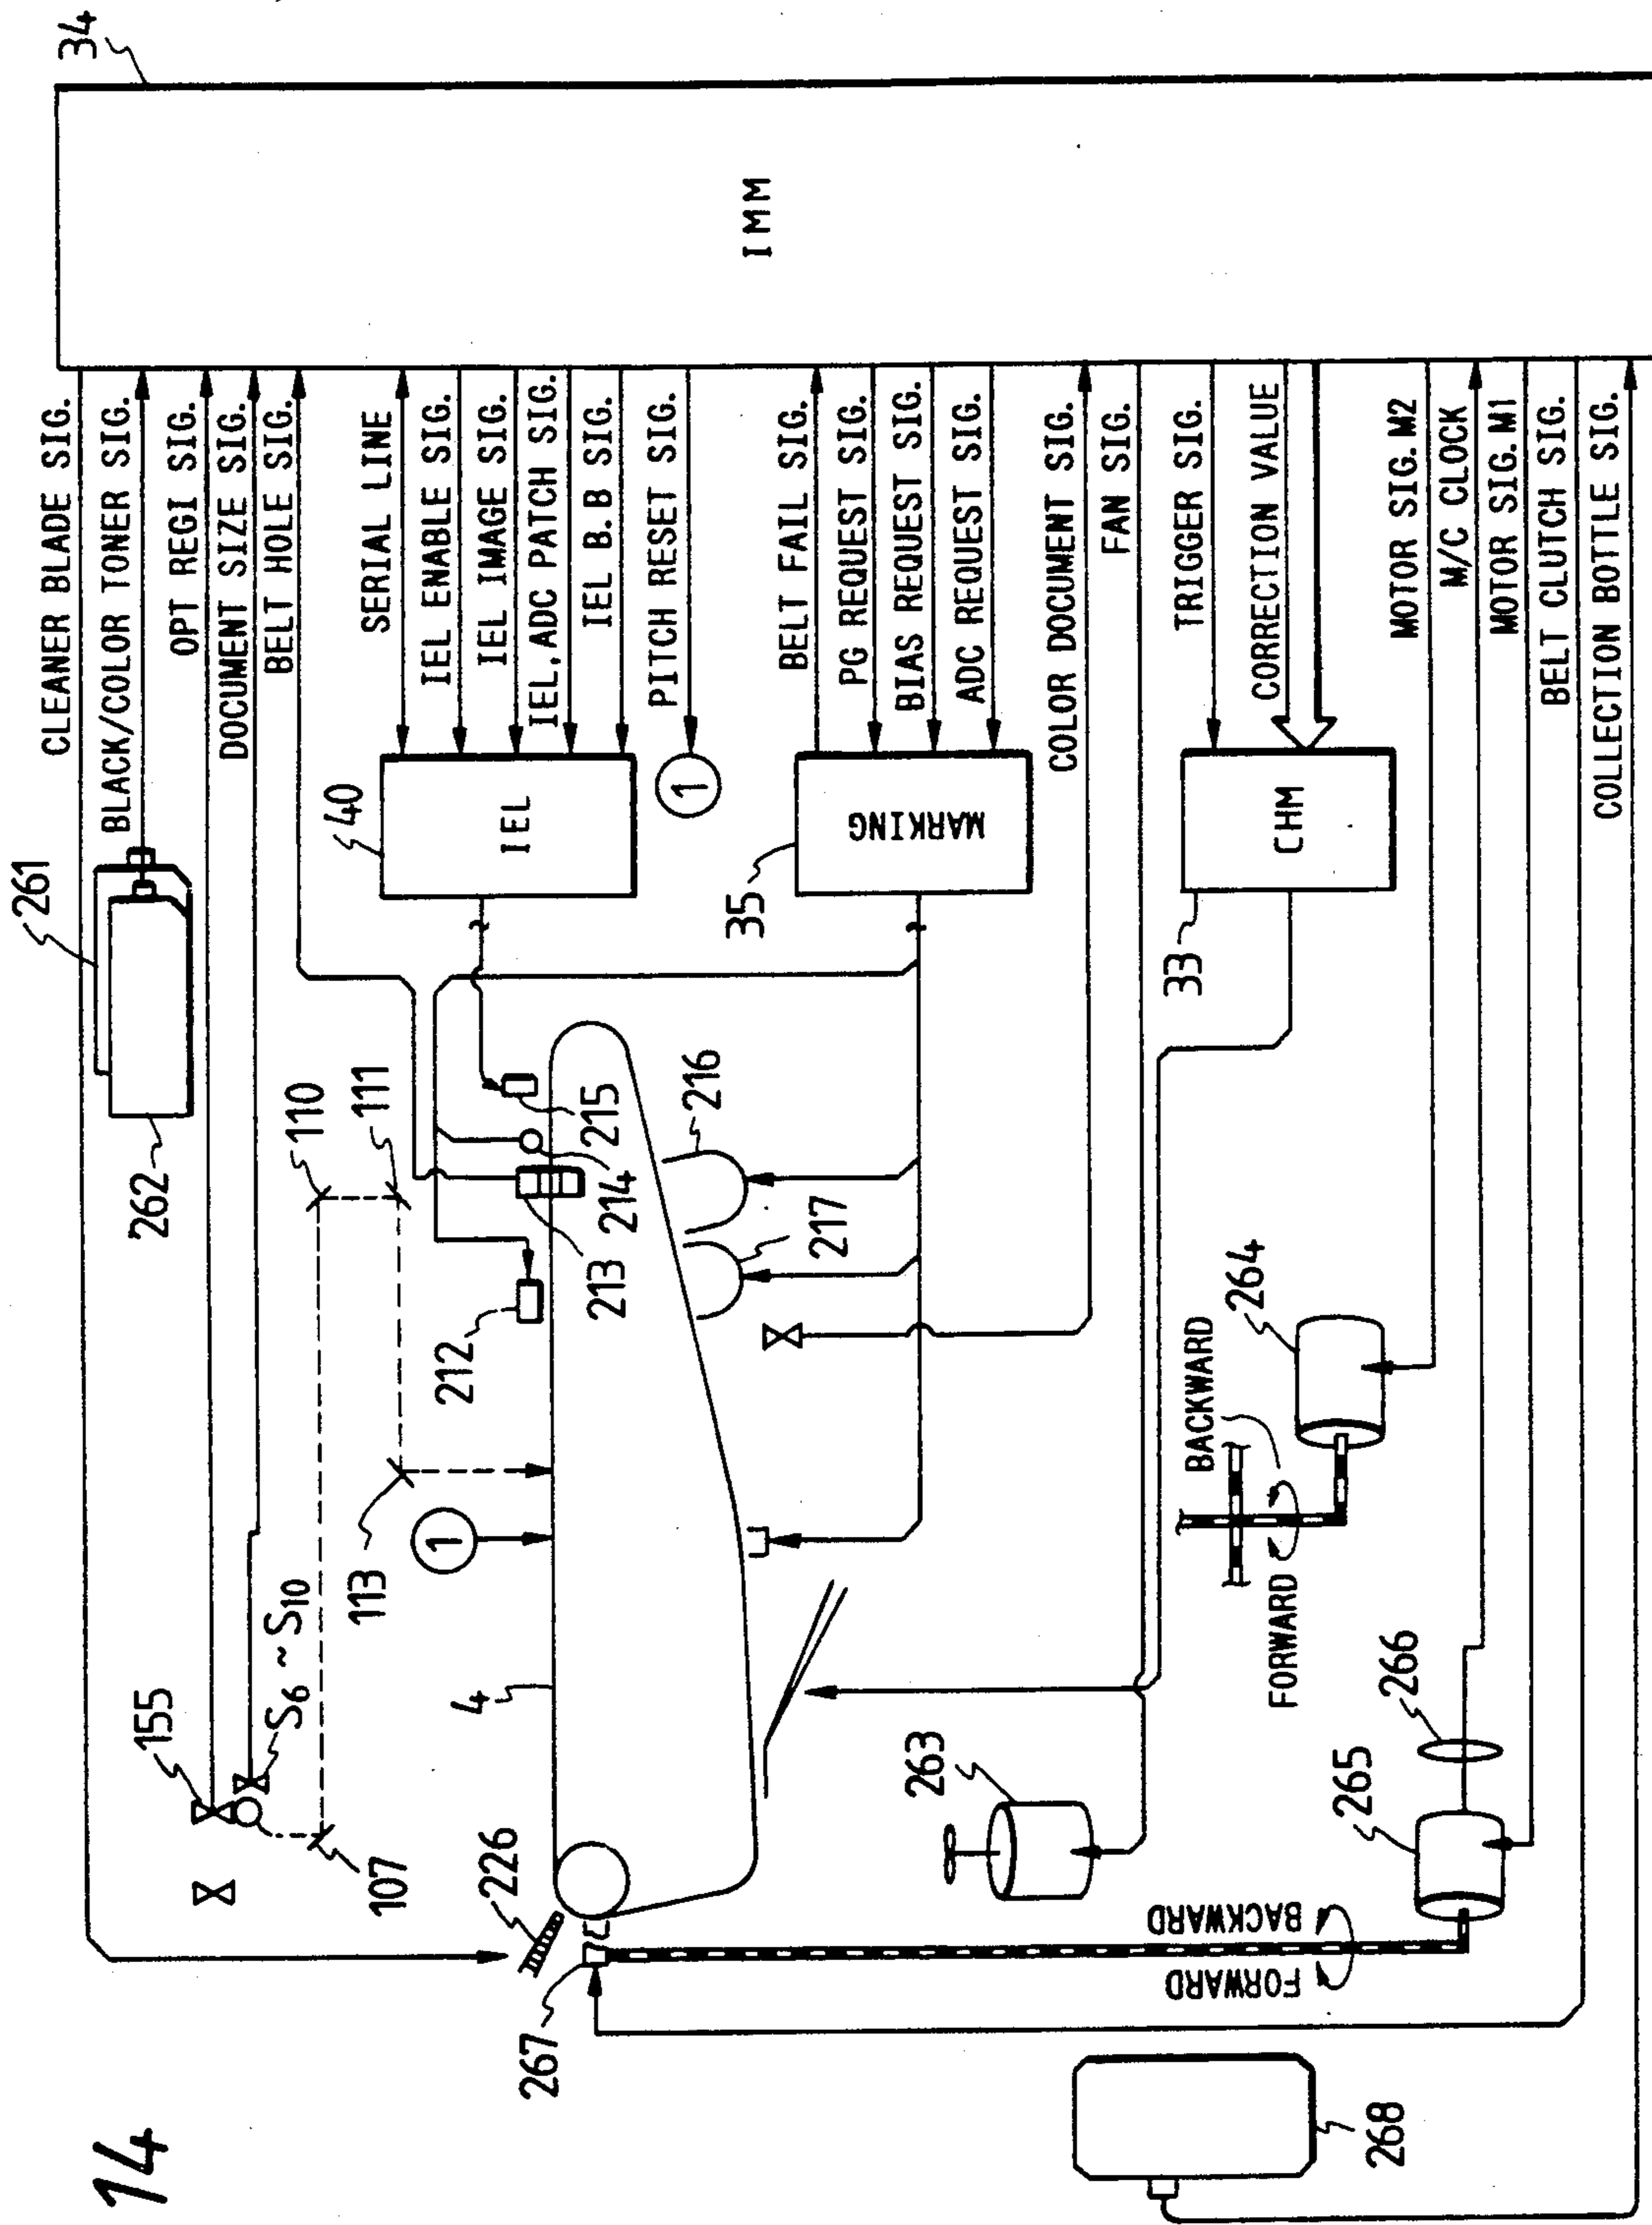 14
34
IMM
CLEANER BLADE SIG.
BLACK/COLOR TONER SIG.
OPT REGI SIG.
DOCUMENT SIZE SIG.
BELT HOLE SIG.
SERIAL LINE
IEL ENABLE SIG.
IEL IMAGE SIG.
IEL,ADC PATCH SIG.
IEL B.B SIG.
PITCH RESET SIG.
BELT FAIL SIG.
PG REQUEST SIG.
BIAS REQUEST SIG.
ADC REQUEST SIG.
COLOR DOCUMENT SIG.
FAN SIG.
TRIGGER SIG.
CORRECTION VALUE
MOTOR SIG. M2
M/C CLOCK
MOTOR SIG. M1
BELT CLUTCH SIG.
COLLECTION BOTTLE SIG.
261
262
40
IEL
1
35
MARKING
33
CHM
110
111
215
214
213
212
216
217
113
1
4
155
S6 ~ S10
107
226
267
263
264
BACKWARD
FORWARD
266
265
BACKWARD
FORWARD
268